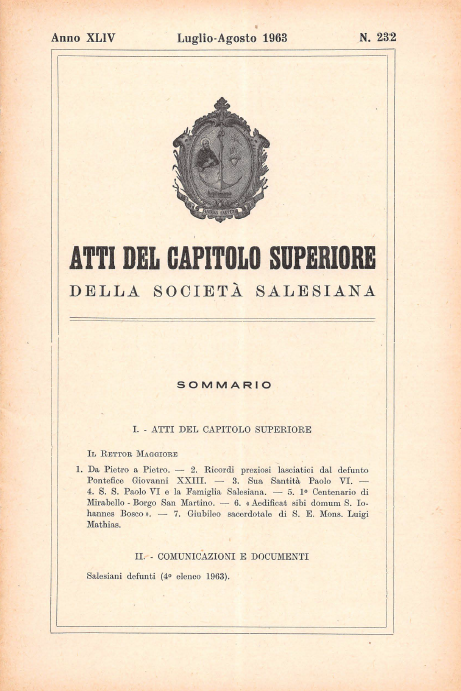 Anno XLIV Luglio-Agosto 1963 N. 232
ATTI DEL CAPITOLO SUPERIORE
DELLA SOCIETÀ SALESIANA
SOMMARIO
I. - ATTI DEL CAPITOLO SUPERIORE
IL RETTOR MAGGIORE
1. Da Pietro a Pietro. — 2. Ricordi preziosi lasciatici dal defunto
Pontefice Giovanni XXIII. — 3. Sua Santità Paolo VI. —
4. S. S. Paolo VI e la Famiglia Salesiana. — 5. 1º Centenario di
Mirabello - Borgo San Martino. — 6. « Aedificat sibi domum S. Io-
hannes Bosco ». — 7. Giubileo sacerdotale di S. E. Mons. Luigi
Mathias.
II. - COMUNICAZIONI E DOCUMENTI
Salesiani defunti (4º elenco 1963).